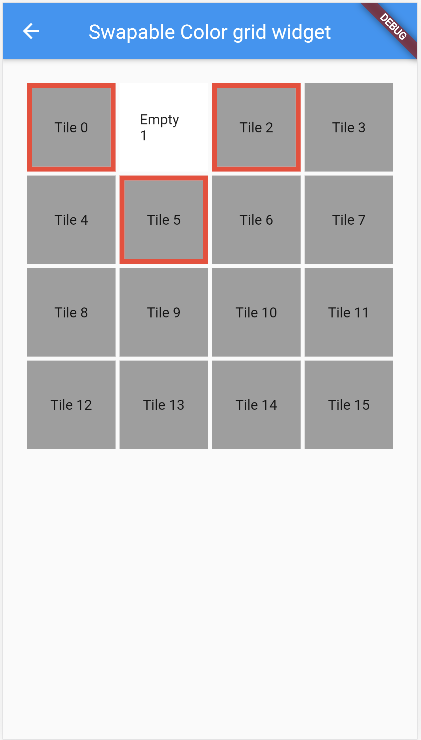 Swapable Color grid widget
DEBUG
Tile 0
Empty
1
Tile 2
Tile 3
Tile 4
Tile 5
Tile 6
Tile 7
Tile 8
Tile 9
Tile 10
Tile 11
Tile 12
Tile 13
Tile 14
Tile 15